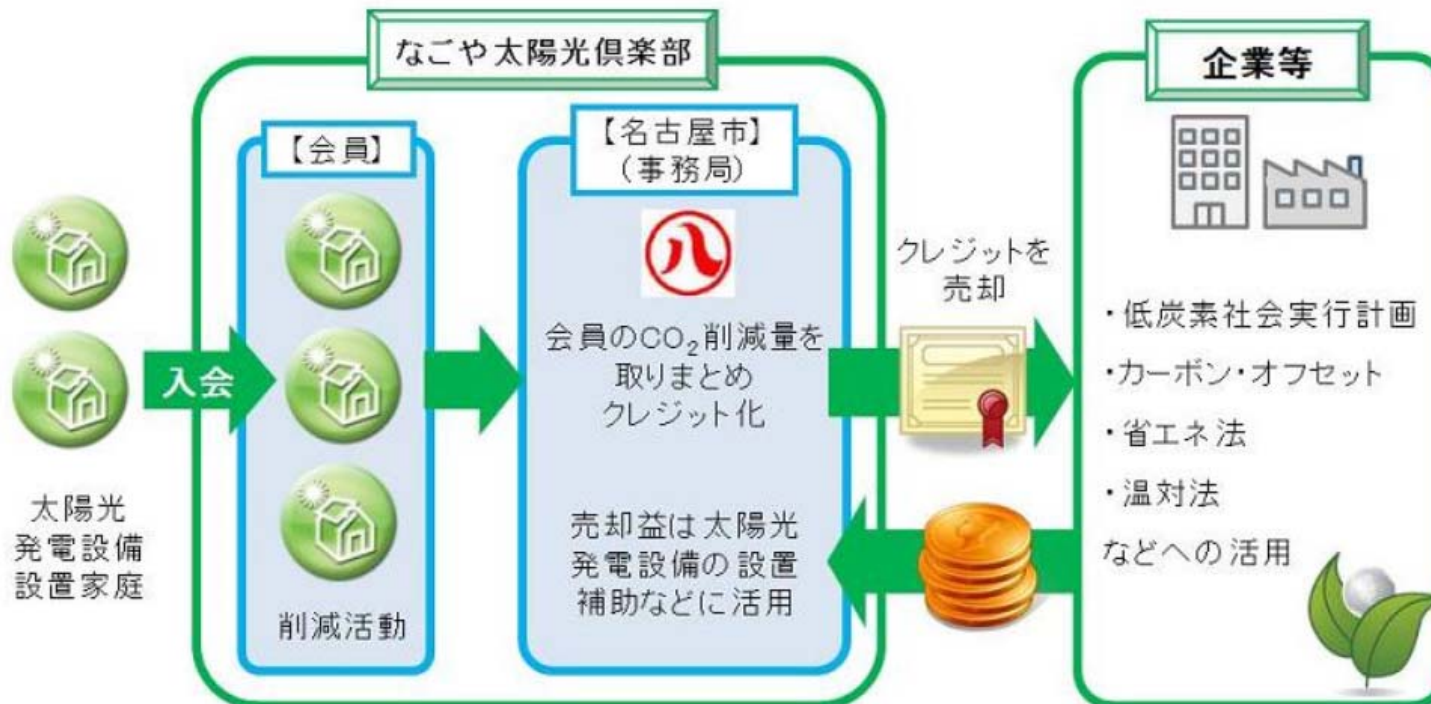 なごや太陽光倶楽部
太陽光
発電設備
設置家庭
入会
【会員】
削減活動
【名古屋市】
(事務局)
八
会員のCO₂削減量を
取りまとめ
クレジット化
売却益は太陽光
発電設備の設置
補助などに活用
クレジットを
売却
企業等
・低炭素社会実行計画
・カーボン・オフセット
・省エネ法
・温対法
などへの活用